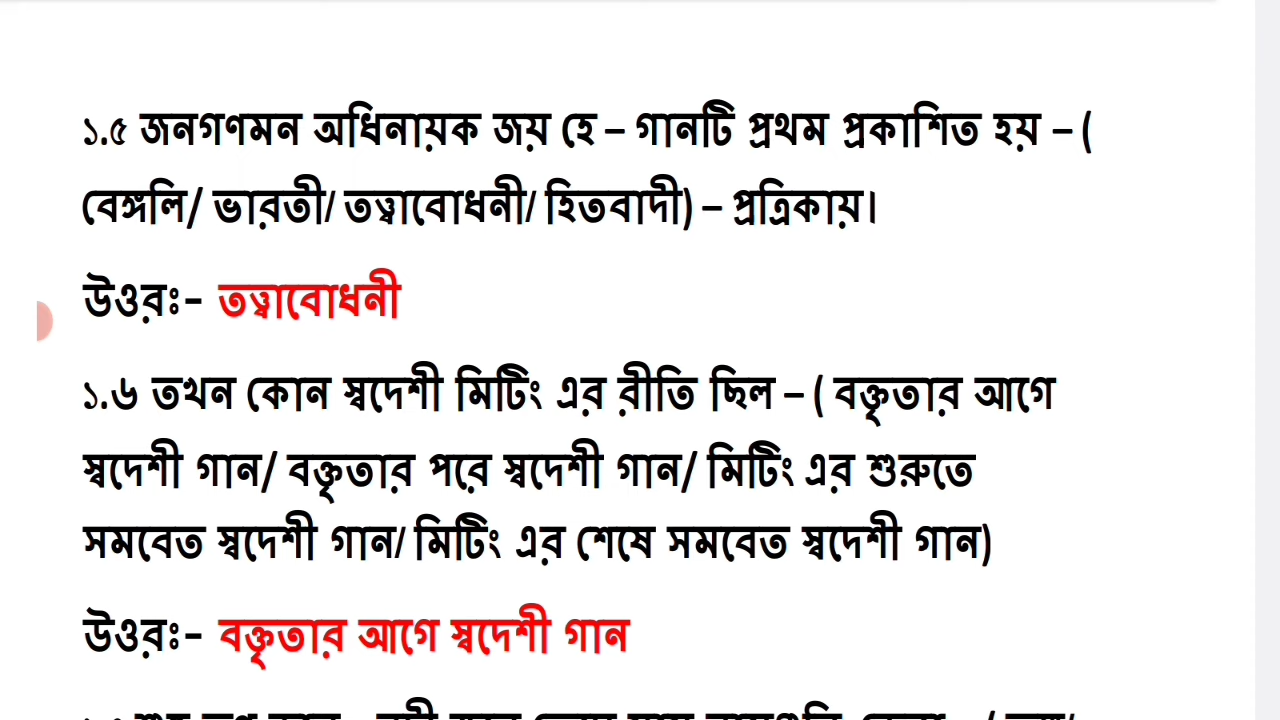 ১.৫ জনগণমন অধিনায়ক জয় হে – গানটি প্রথম প্রকাশিত হয় – (
বেঙ্গলি/ ভারতী/ তত্ত্বাবোধনী/ হিতবাদী) – প্রত্রিকায়।
উওরঃ- তত্ত্বাবোধনী
১.৬ তখন কোন স্বদেশী মিটিং এর রীতি ছিল – ( বক্তৃতার আগে
স্বদেশী গান/ বক্তৃতার পরে স্বদেশী গান/ মিটিং এর শুরুতে
সমবেত স্বদেশী গান/ মিটিং এর শেষে সমবেত স্বদেশী গান)
উওরঃ- বক্তৃতার আগে স্বদেশী গান